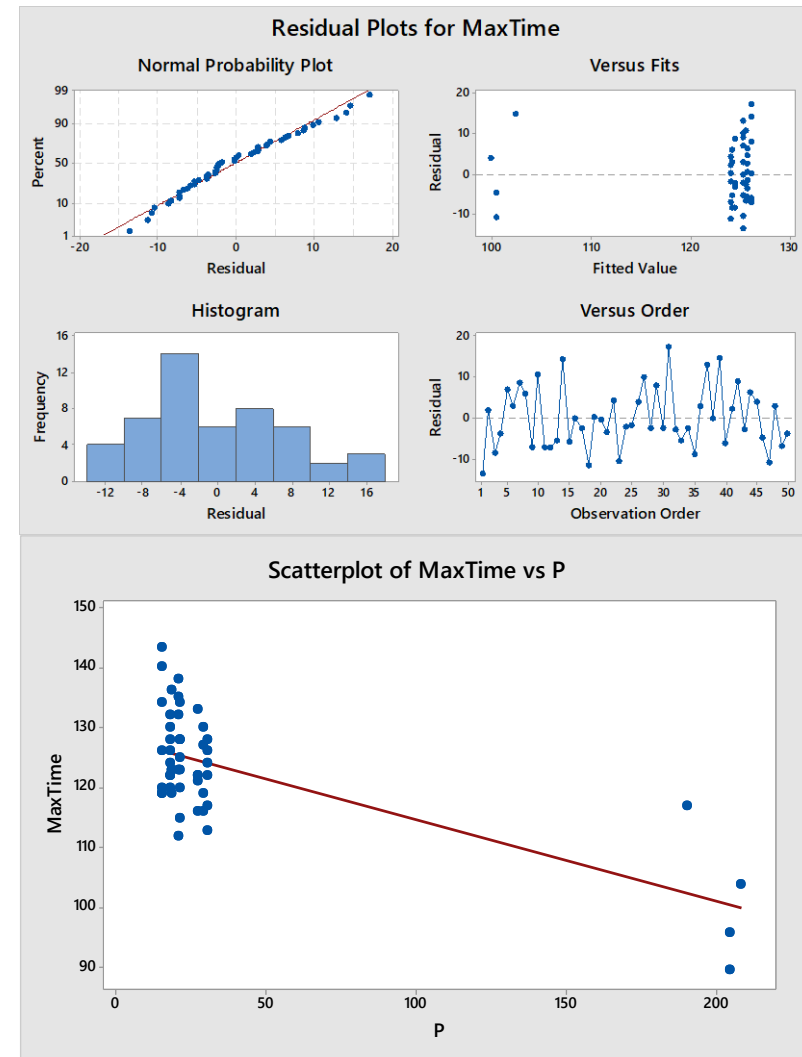 Residual Plots for MaxTime
Normal Probability Plot
99
90
50
10
1
Percent
-20 -10 0 10 20
Residual
Versus Fits
20
10
0
-10
Residual
100 110 120 130
Fitted Value
Histogram
16
12
8
4
0
Frequency
-12 -8 -4 0 4 8 12 16
Residual
Versus Order
20
10
0
-10
Residual
1 5 10 15 20 25 30 35 40 45 50
Observation Order
Scatterplot of MaxTime vs P
150
140
130
120
110
100
90
MaxTime
0 50 100 150 200
P